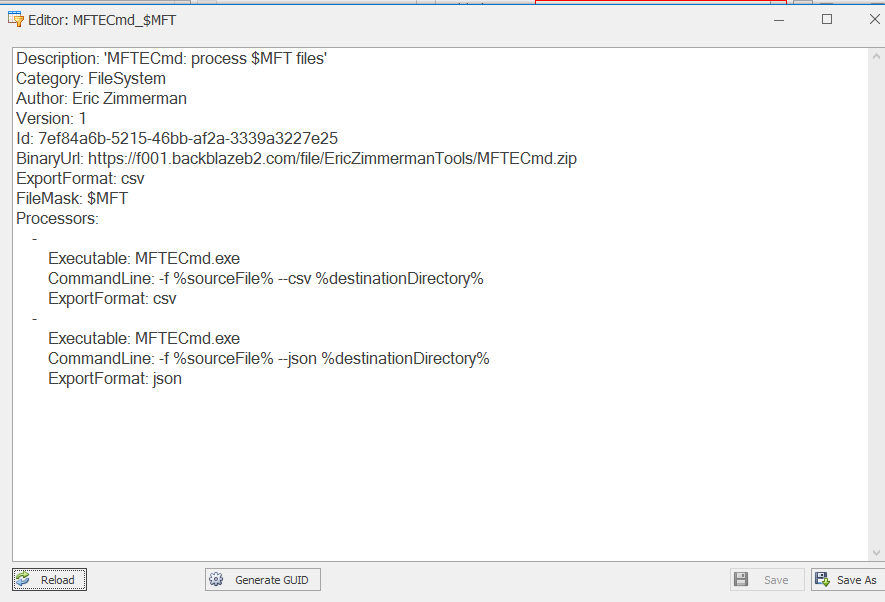 Editor: MFTECmd_$MFT
Description: 'MFTECmd: process $MFT files'
Category: FileSystem
Author: Eric Zimmerman
Version: 1
Id: 7ef84a6b-5215-46bb-af2a-3339a3227e25
BinaryUrl: https://f001.backblazeb2.com/file/EricZimmermanTools/MFTECmd.zip
ExportFormat: csv
FileMask: $MFT
Processors:
-
Executable: MFTECmd.exe
CommandLine: -f %sourceFile% --csv %destinationDirectory%
ExportFormat: csv
-
Executable: MFTECmd.exe
CommandLine: -f %sourceFile% --json %destinationDirectory%
ExportFormat: json
Reload Generate GUID Save Save As